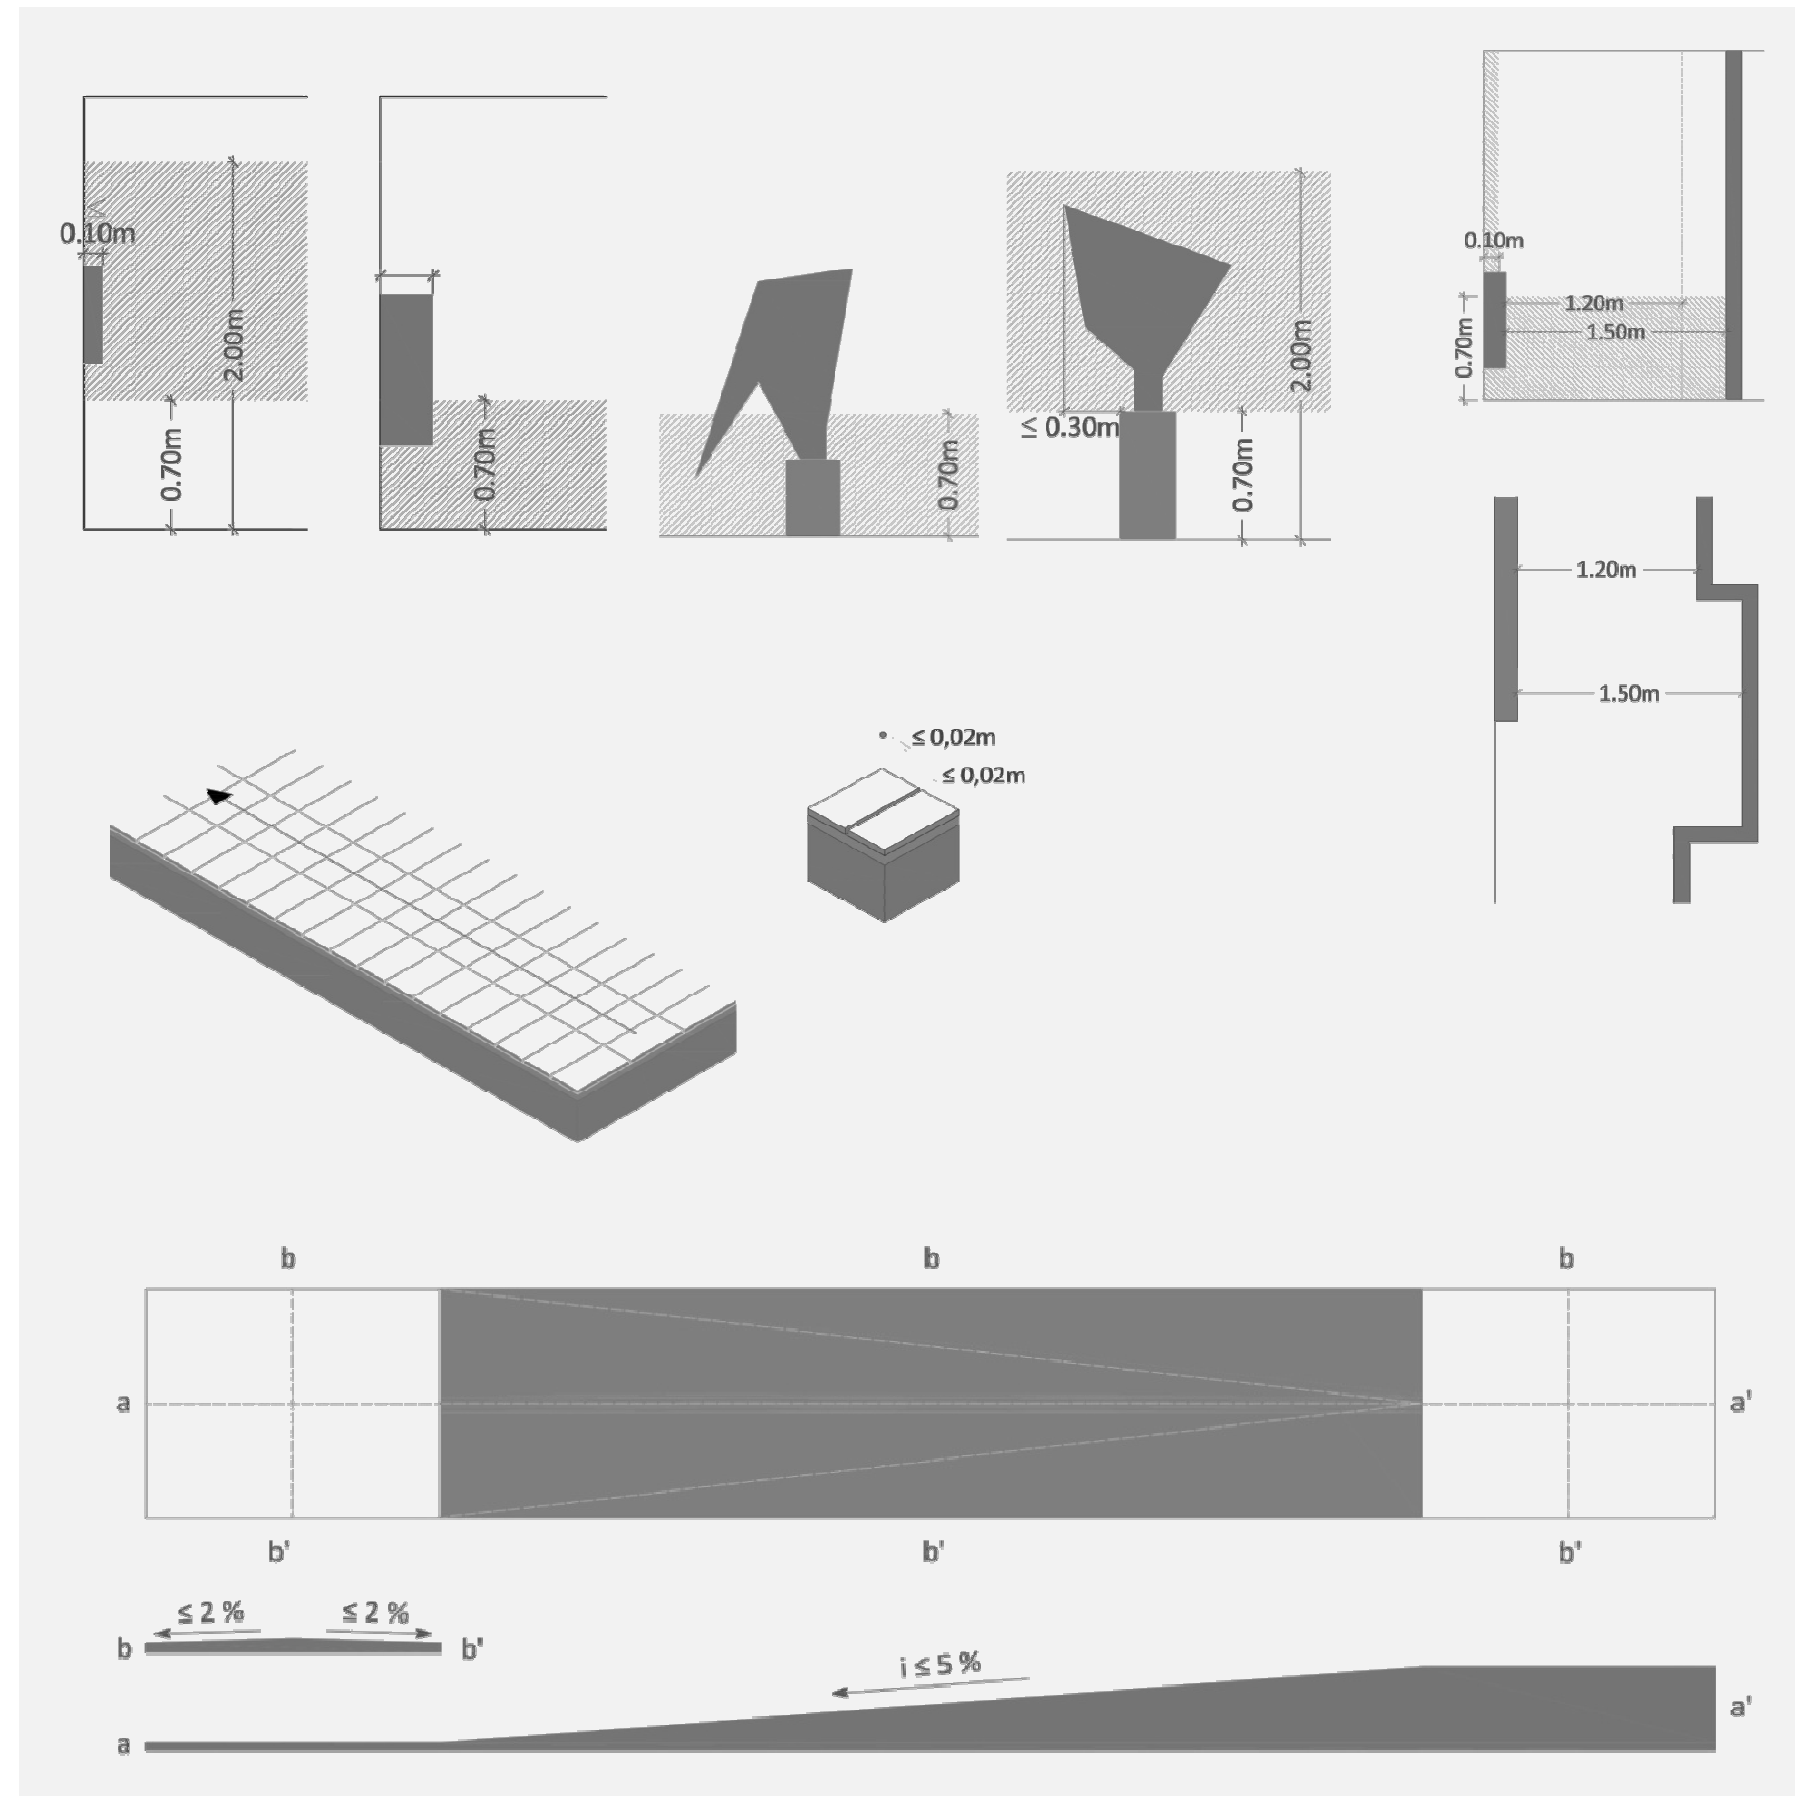 ≤
0.10m
2.00m
0.70m
0.70m
0.70m
≤ 0.30m
0.70m
2.00m
0.10m
1.20m
1.50m
0.70m
1.20m
1.50m
≤ 0,02m
≤ 0,02m
b b b
a a'
b' b' b'
≤ 2 % ≤ 2 %
b b'
i ≤ 5 %
a a'